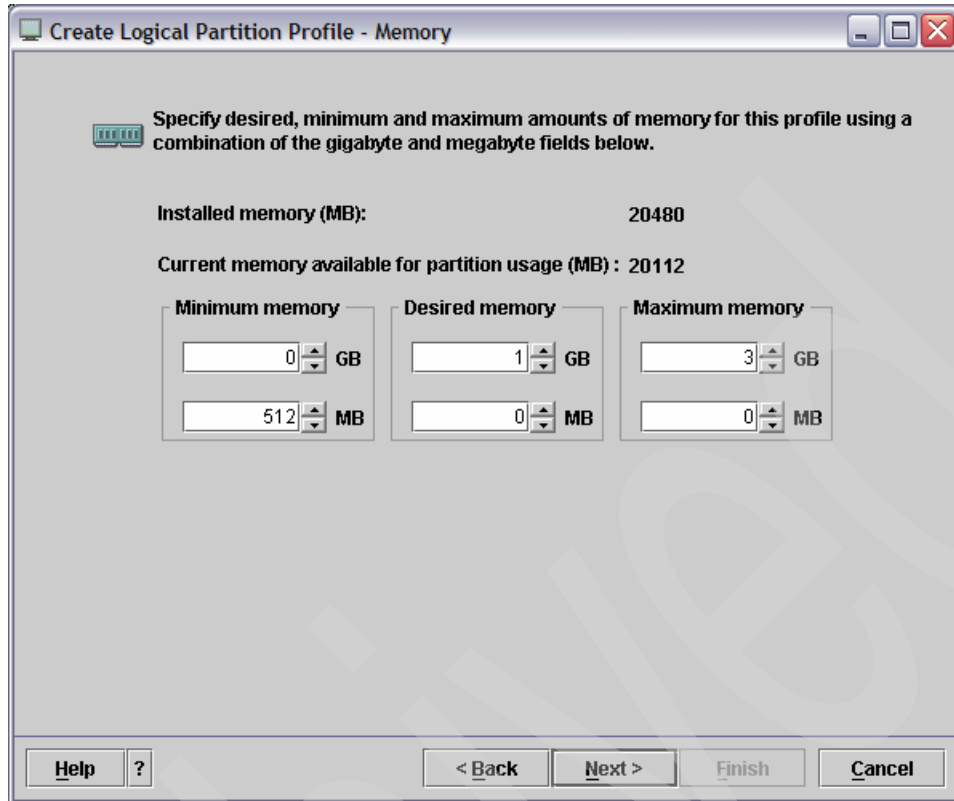 Create Logical Partition Profile - Memory
Specify desired, minimum and maximum amounts of memory for this profile using a
combination of the gigabyte and megabyte fields below.
Installed memory (MB): 20480
Current memory available for partition usage (MB) : 20112
Minimum memory Desired memory Maximum memory
0 GB 1 GB 3 GB
512 MB 0 MB 0 MB
Help ? < Back Next > Finish Cancel